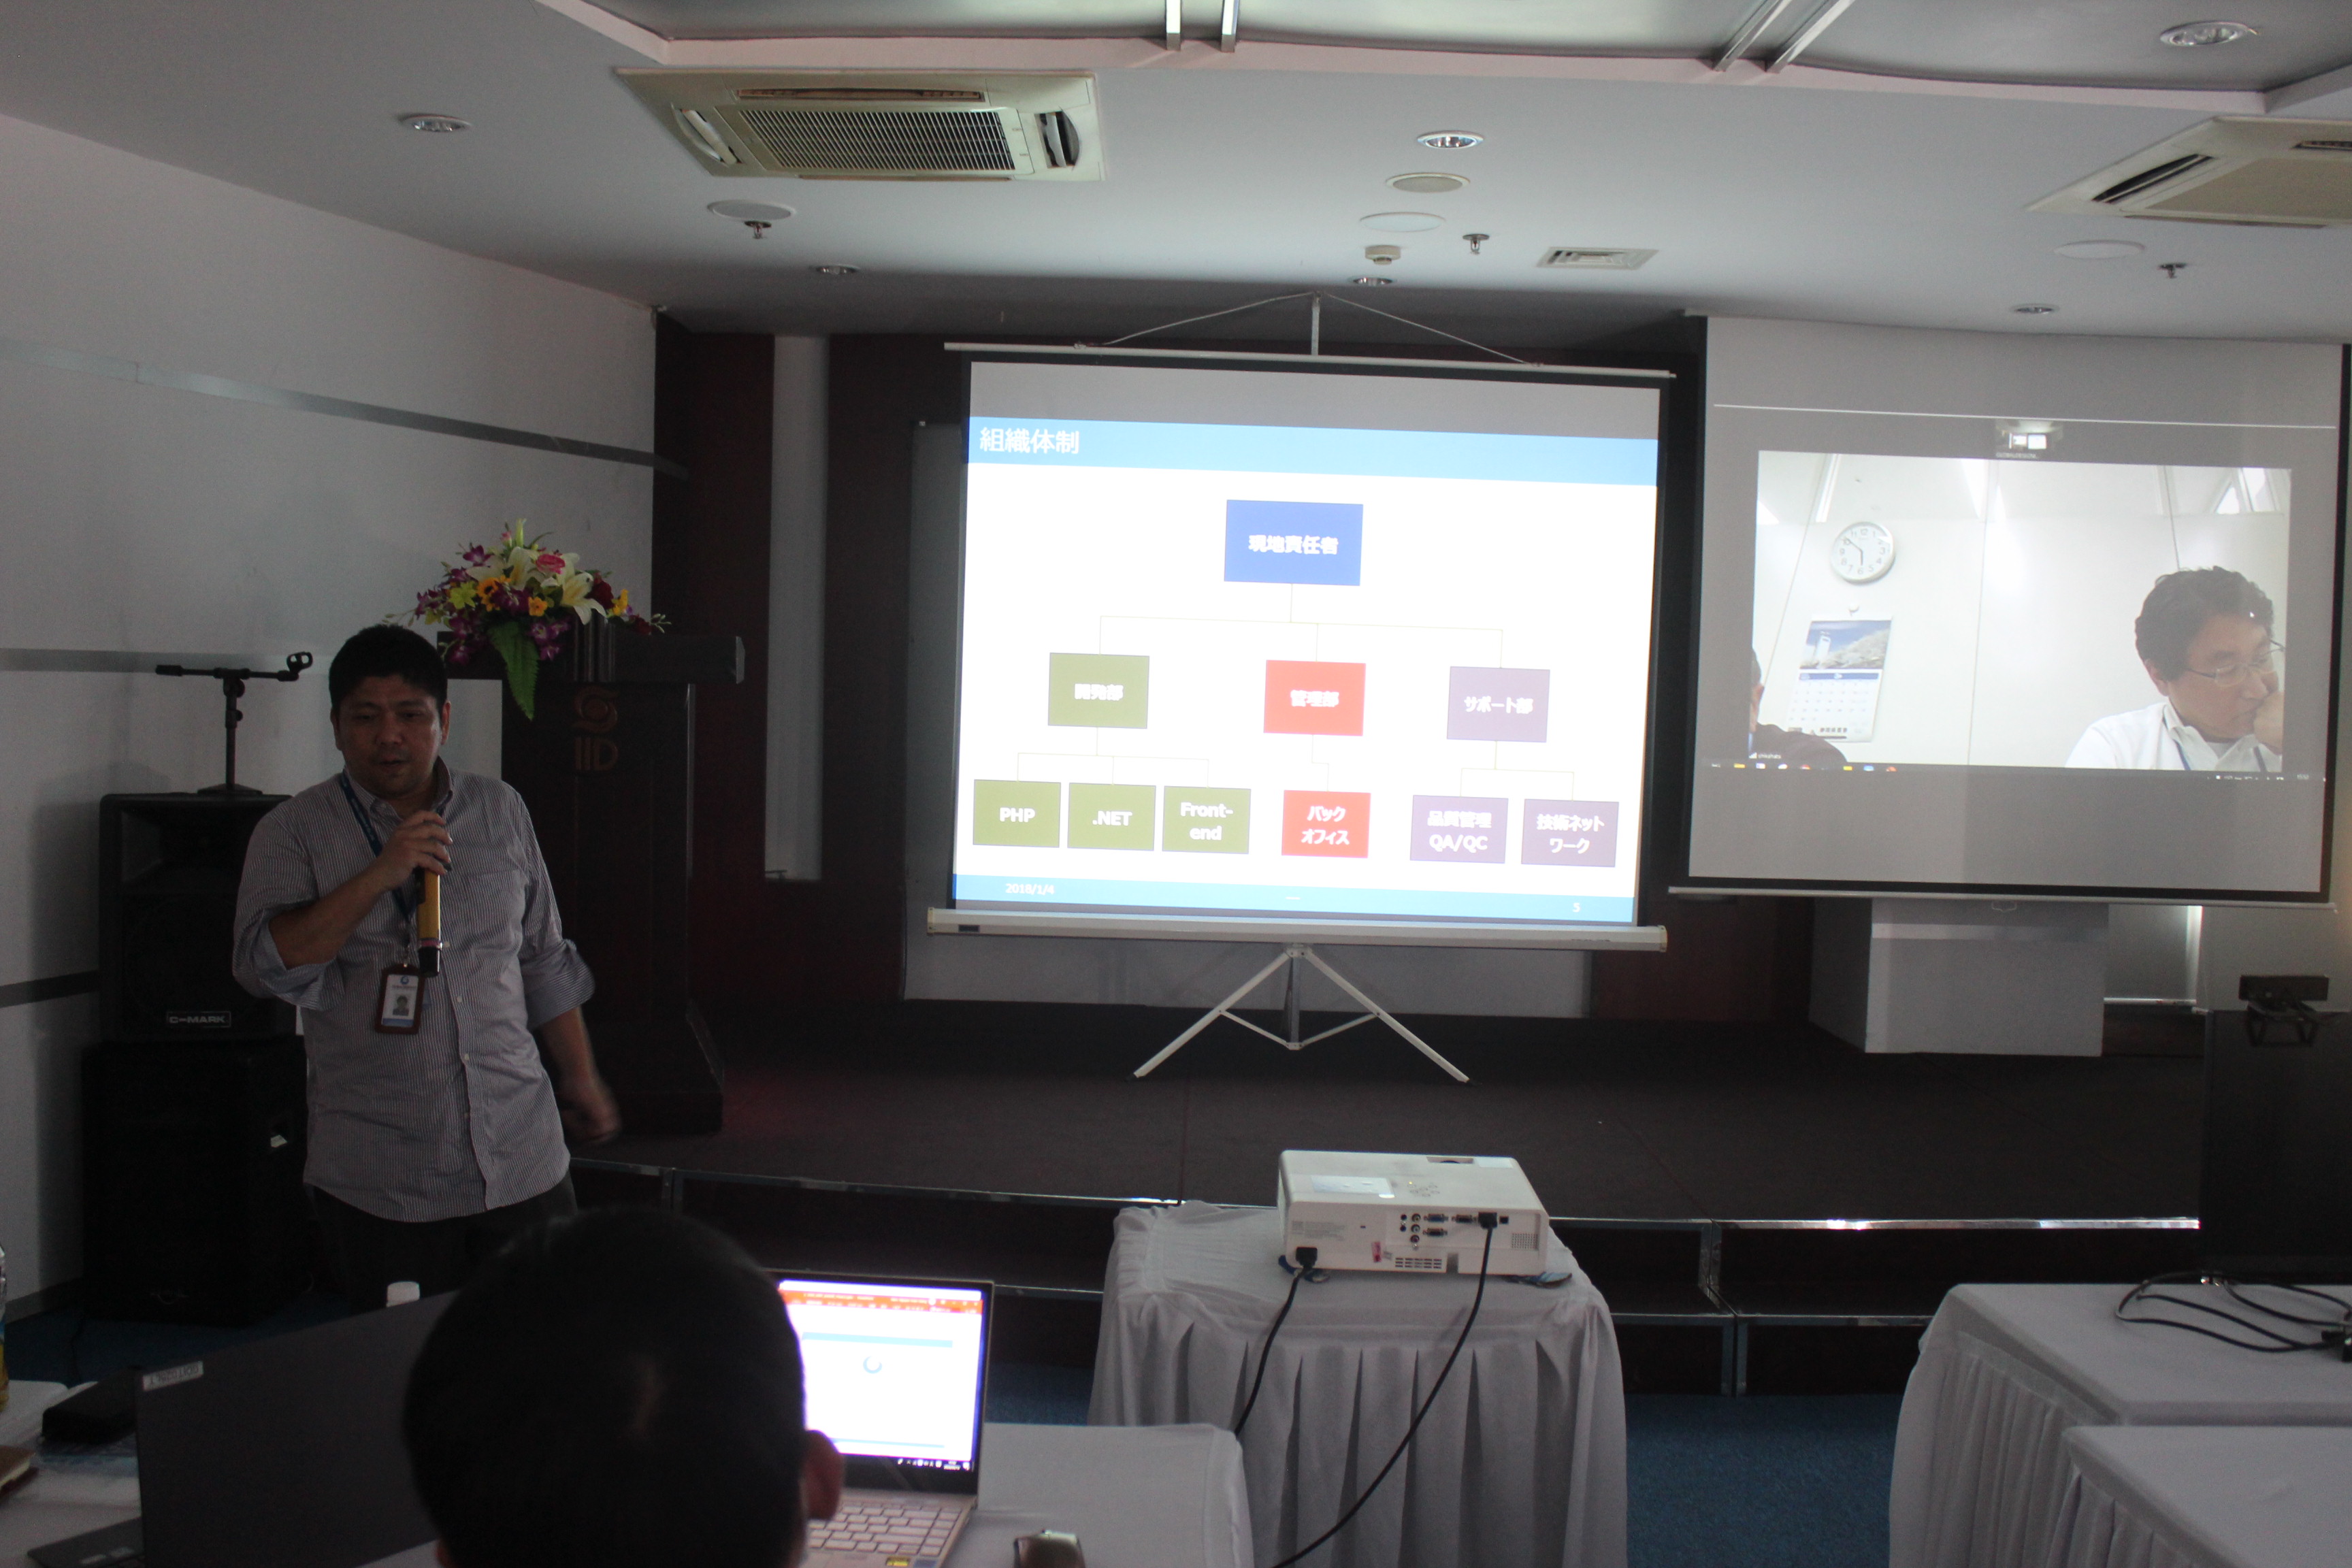 組織体制
現地責任者
開発部
管理部
サポート部
PHP
.NET
Front-
end
バック
オフィス
品質管理
QA/QC
技術ネット
ワーク
2018/1/4
5
IID
C-MARK